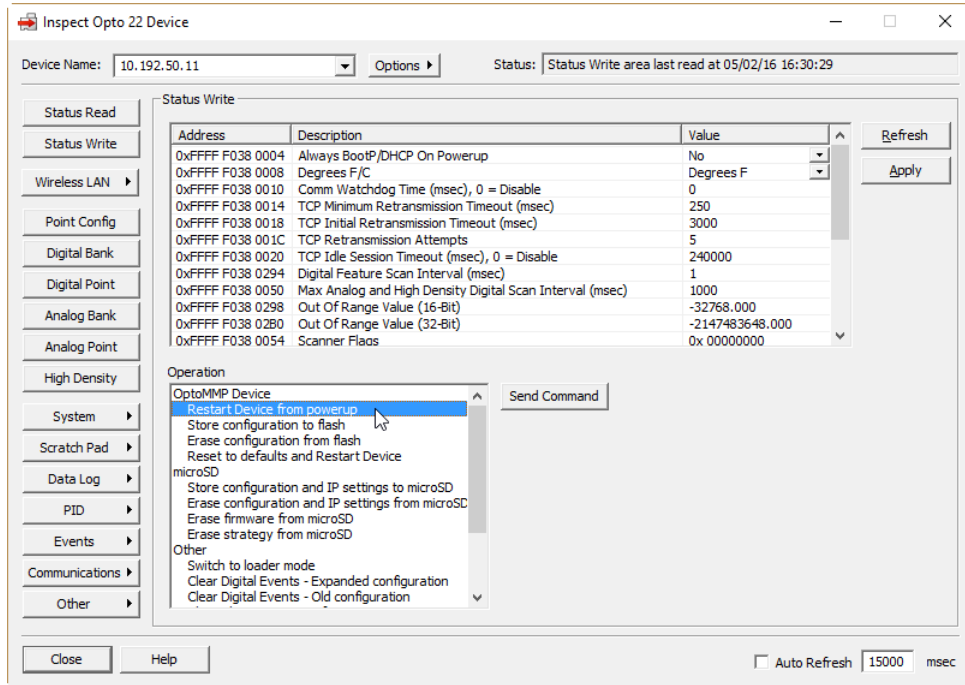 Inspect Opto 22 Device
Device Name: 10.192.50.11 Options Status: Status Write area last read at 05/02/16 16:30:29
Status Read
Status Write
Wireless LAN
Point Config
Digital Bank
Digital Point
Analog Bank
Analog Point
High Density
System
Scratch Pad
Data Log
PID
Events
Communications
Other
Status Write
Address Description Value
0xFFFF F038 0004 Always BootP/DHCP On Powerup No
0xFFFF F038 0008 Degrees F/C Degrees F
0xFFFF F038 0010 Comm Watchdog Time (msec), 0 = Disable 0
0xFFFF F038 0014 TCP Minimum Retransmission Timeout (msec) 250
0xFFFF F038 0018 TCP Initial Retransmission Timeout (msec) 3000
0xFFFF F038 001C TCP Retransmission Attempts 5
0xFFFF F038 0020 TCP Idle Session Timeout (msec), 0 = Disable 240000
0xFFFF F038 0294 Digital Feature Scan Interval (msec) 1
0xFFFF F038 0050 Max Analog and High Density Digital Scan Interval (msec) 1000
0xFFFF F038 0298 Out Of Range Value (16-Bit) -32768.000
0xFFFF F038 02B0 Out Of Range Value (32-Bit) -2147483648.000
0xFFFF F038 0054 Scanner Flags 0x 00000000
Refresh
Apply
Operation
OptoMMP Device
Restart Device from powerup
Store configuration to flash
Erase configuration from flash
Reset to defaults and Restart Device
microSD
Store configuration and IP settings to microSD
Erase configuration and IP settings from microSD
Erase firmware from microSD
Erase strategy from microSD
Other
Switch to loader mode
Clear Digital Events - Expanded configuration
Clear Digital Events - Old configuration
Send Command
Close Help Auto Refresh 15000 msec